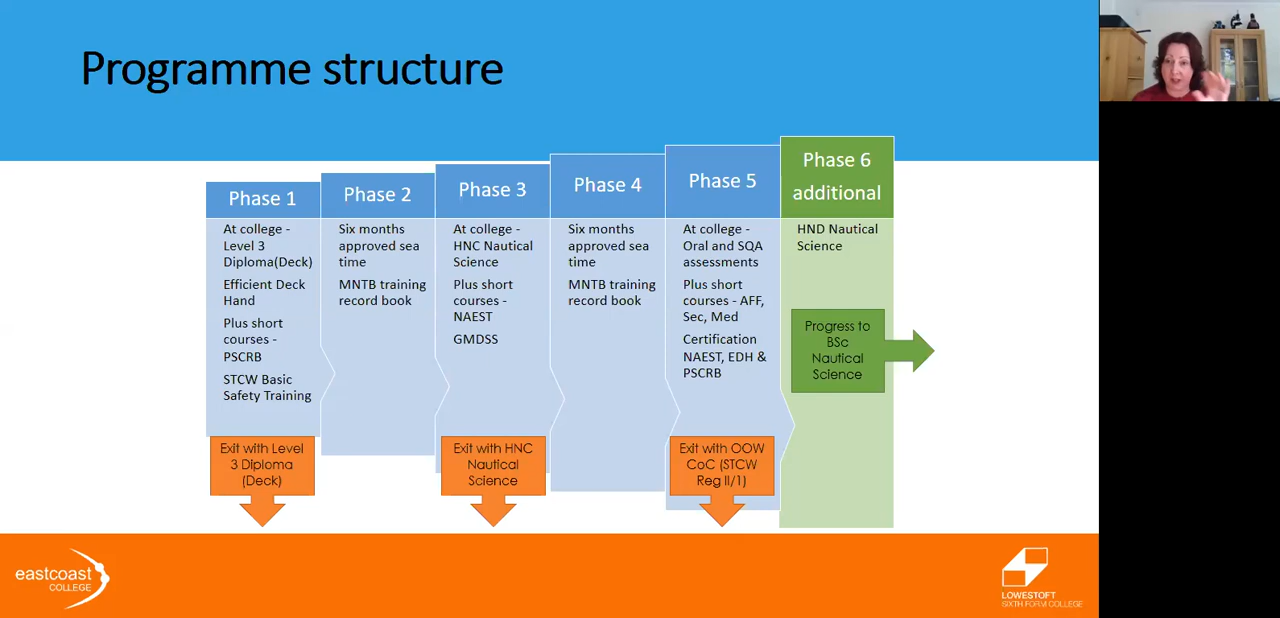 Programme structure
Phase 1
At college -
Level 3
Diploma(Deck)
Efficient Deck
Hand
Plus short
courses -
PSCRB
STCW Basic
Safety Training
Exit with Level
3 Diploma
(Deck)
Phase 2
Six months
approved sea
time
MNTB training
record book
Phase 3
At college -
HNC Nautical
Science
Plus short
courses -
NAEST
GMDSS
Exit with HNC
Nautical
Science
Phase 4
Six months
approved sea
time
MNTB training
record book
Phase 5
At college -
Oral and SQA
assessments
Plus short
courses - AFF,
Sec, Med
Certification
NAEST, EDH &
PSCRB
Exit with OOW
CoC (STCW
Reg II/1)
Phase 6
additional
HND Nautical
Science
Progress to
BSc
Nautical
Science
eastcoast
COLLEGE
LOWESTOFT
SIXTH FORM COLLEGE